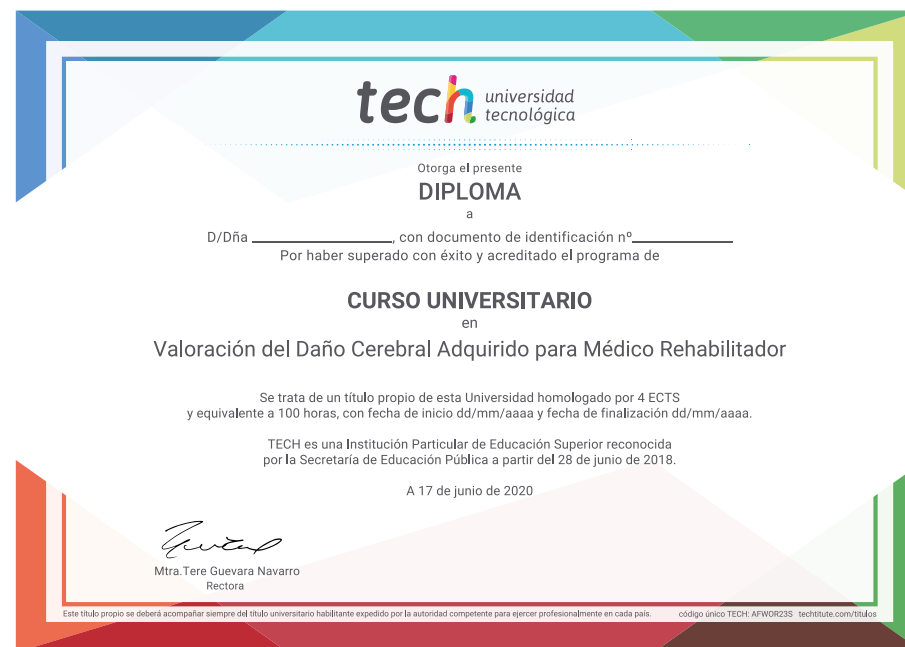 tech universidad
tecnológica
Otorga el presente
DIPLOMA
a
D/Dña ____________________, con documento de identificación nº______________
Por haber superado con éxito y acreditado el programa de
CURSO UNIVERSITARIO
en
Valoración del Daño Cerebral Adquirido para Médico Rehabilitador
Se trata de un título propio de esta Universidad homologado por 4 ECTS
y equivalente a 100 horas, con fecha de inicio dd/mm/aaaa y fecha de finalización dd/mm/aaaa.
TECH es una Institución Particular de Educación Superior reconocida
por la Secretaría de Educación Pública a partir del 28 de junio de 2018.
A 17 de junio de 2020
Mtra.Tere Guevara Navarro
Rectora
Este título propio se deberá acompañar siempre del título universitario habilitante expedido por la autoridad competente para ejercer profesionalmente en cada país. código único TECH: AFWOR23S techtitute.com/titulos